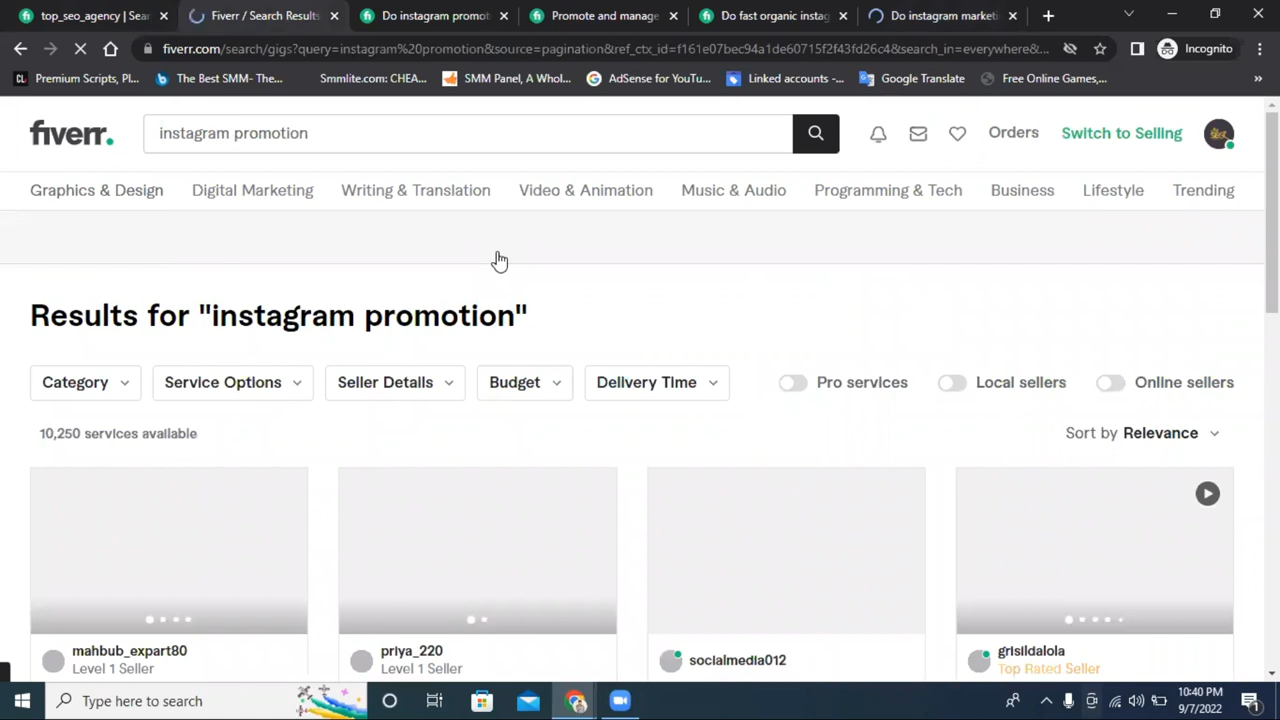 top_seo_agency | Sear
Fiverr / Search Results
Do instagram promot
Promote and manage
Do fast organic instag
Do instagram marketi
fiverr.com/search/gigs?query=instagram%20promotion&source=pagination&ref_ctx_id=f161e07bec94a1de60715f2f43fd26c4&search_in=everywhere&...
Incognito
Premium Scripts, Pl...
The Best SMM- The...
Smmlite.com: CHEA...
SMM Panel, A Whol...
AdSense for YouTu...
Linked accounts -...
Google Translate
Free Online Games,...
fiverr.
instagram promotion
Orders
Switch to Selling
Graphics & Design
Digital Marketing
Writing & Translation
Video & Animation
Music & Audio
Programming & Tech
Business
Lifestyle
Trending
Results for "instagram promotion"
Category
Service Options
Seller Details
Budget
Delivery Time
Pro services
Local sellers
Online sellers
10,250 services available
Sort by Relevance
mahbub_expart80
Level 1 Seller
priya_220
Level 1 Seller
socialmedia012
grisildalola
Top Rated Seller
Type here to search
10:40 PM
9/7/2022
1